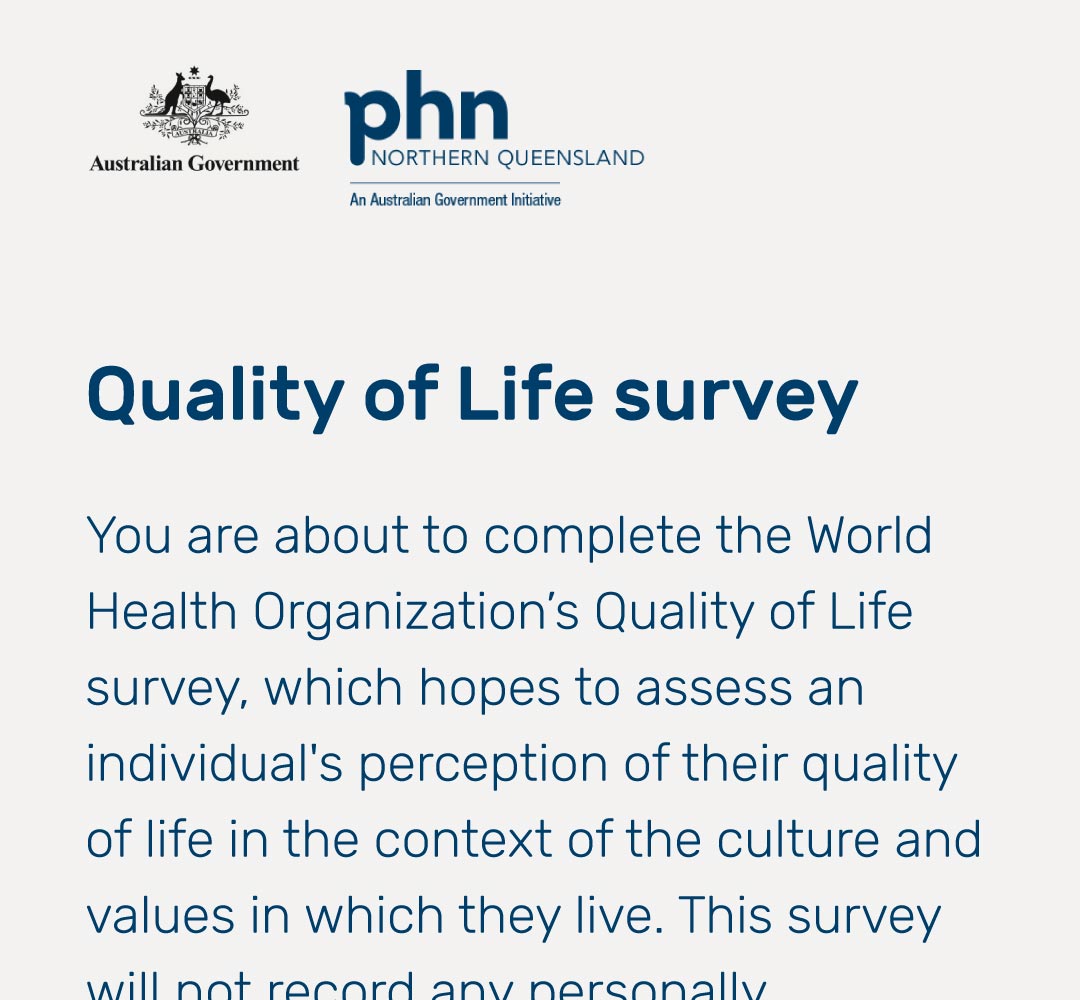 AUSTRALIA
Australian Government
phn
NORTHERN QUEENSLAND
An Australian Government Initiative
Quality of Life survey
You are about to complete the World
Health Organization’s Quality of Life
survey, which hopes to assess an
individual's perception of their quality
of life in the context of the culture and
values in which they live. This survey
will not record any personally